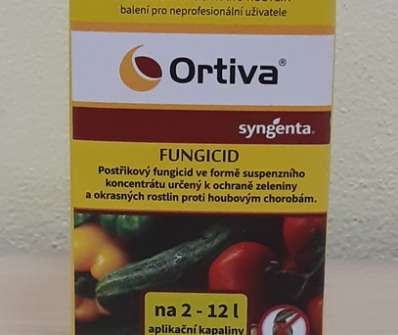 balení pro neprofesionální uživatele
Ortiva®
syngenta®
FUNGICID
Postřikový fungicid ve formě suspenzního
koncentrátu určený k ochraně zeleniny
a okrasných rostlin proti houbovým chorobám.
na 2 - 12 l
aplikační kapaliny